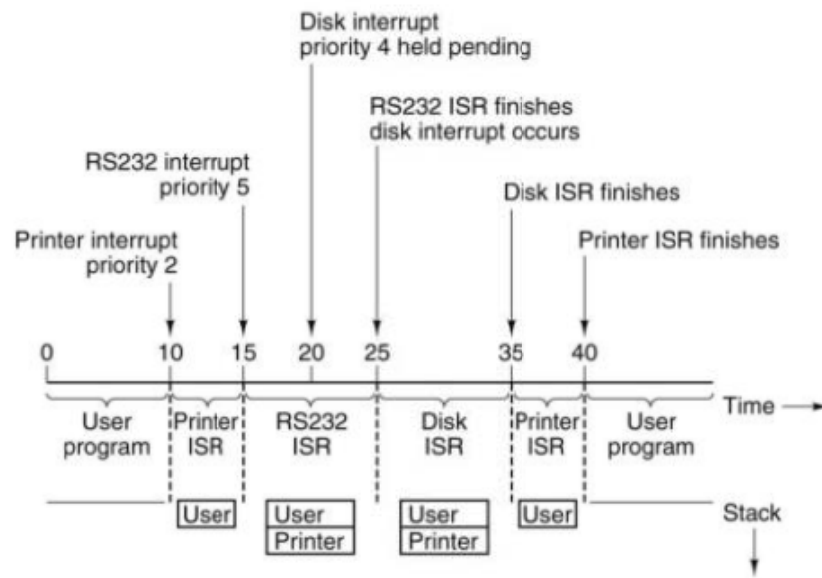 Disk interrupt
priority 4 held pending
RS232 ISR finishes
disk interrupt occurs
RS232 interrupt
priority 5
Disk ISR finishes
Printer interrupt
priority 2
Printer ISR finishes
0 10 15 20 25 35 40
User
program
Printer
ISR
RS232
ISR
Disk
ISR
Printer
ISR
User
program
Time
User
User
Printer
User
Printer
User
Stack